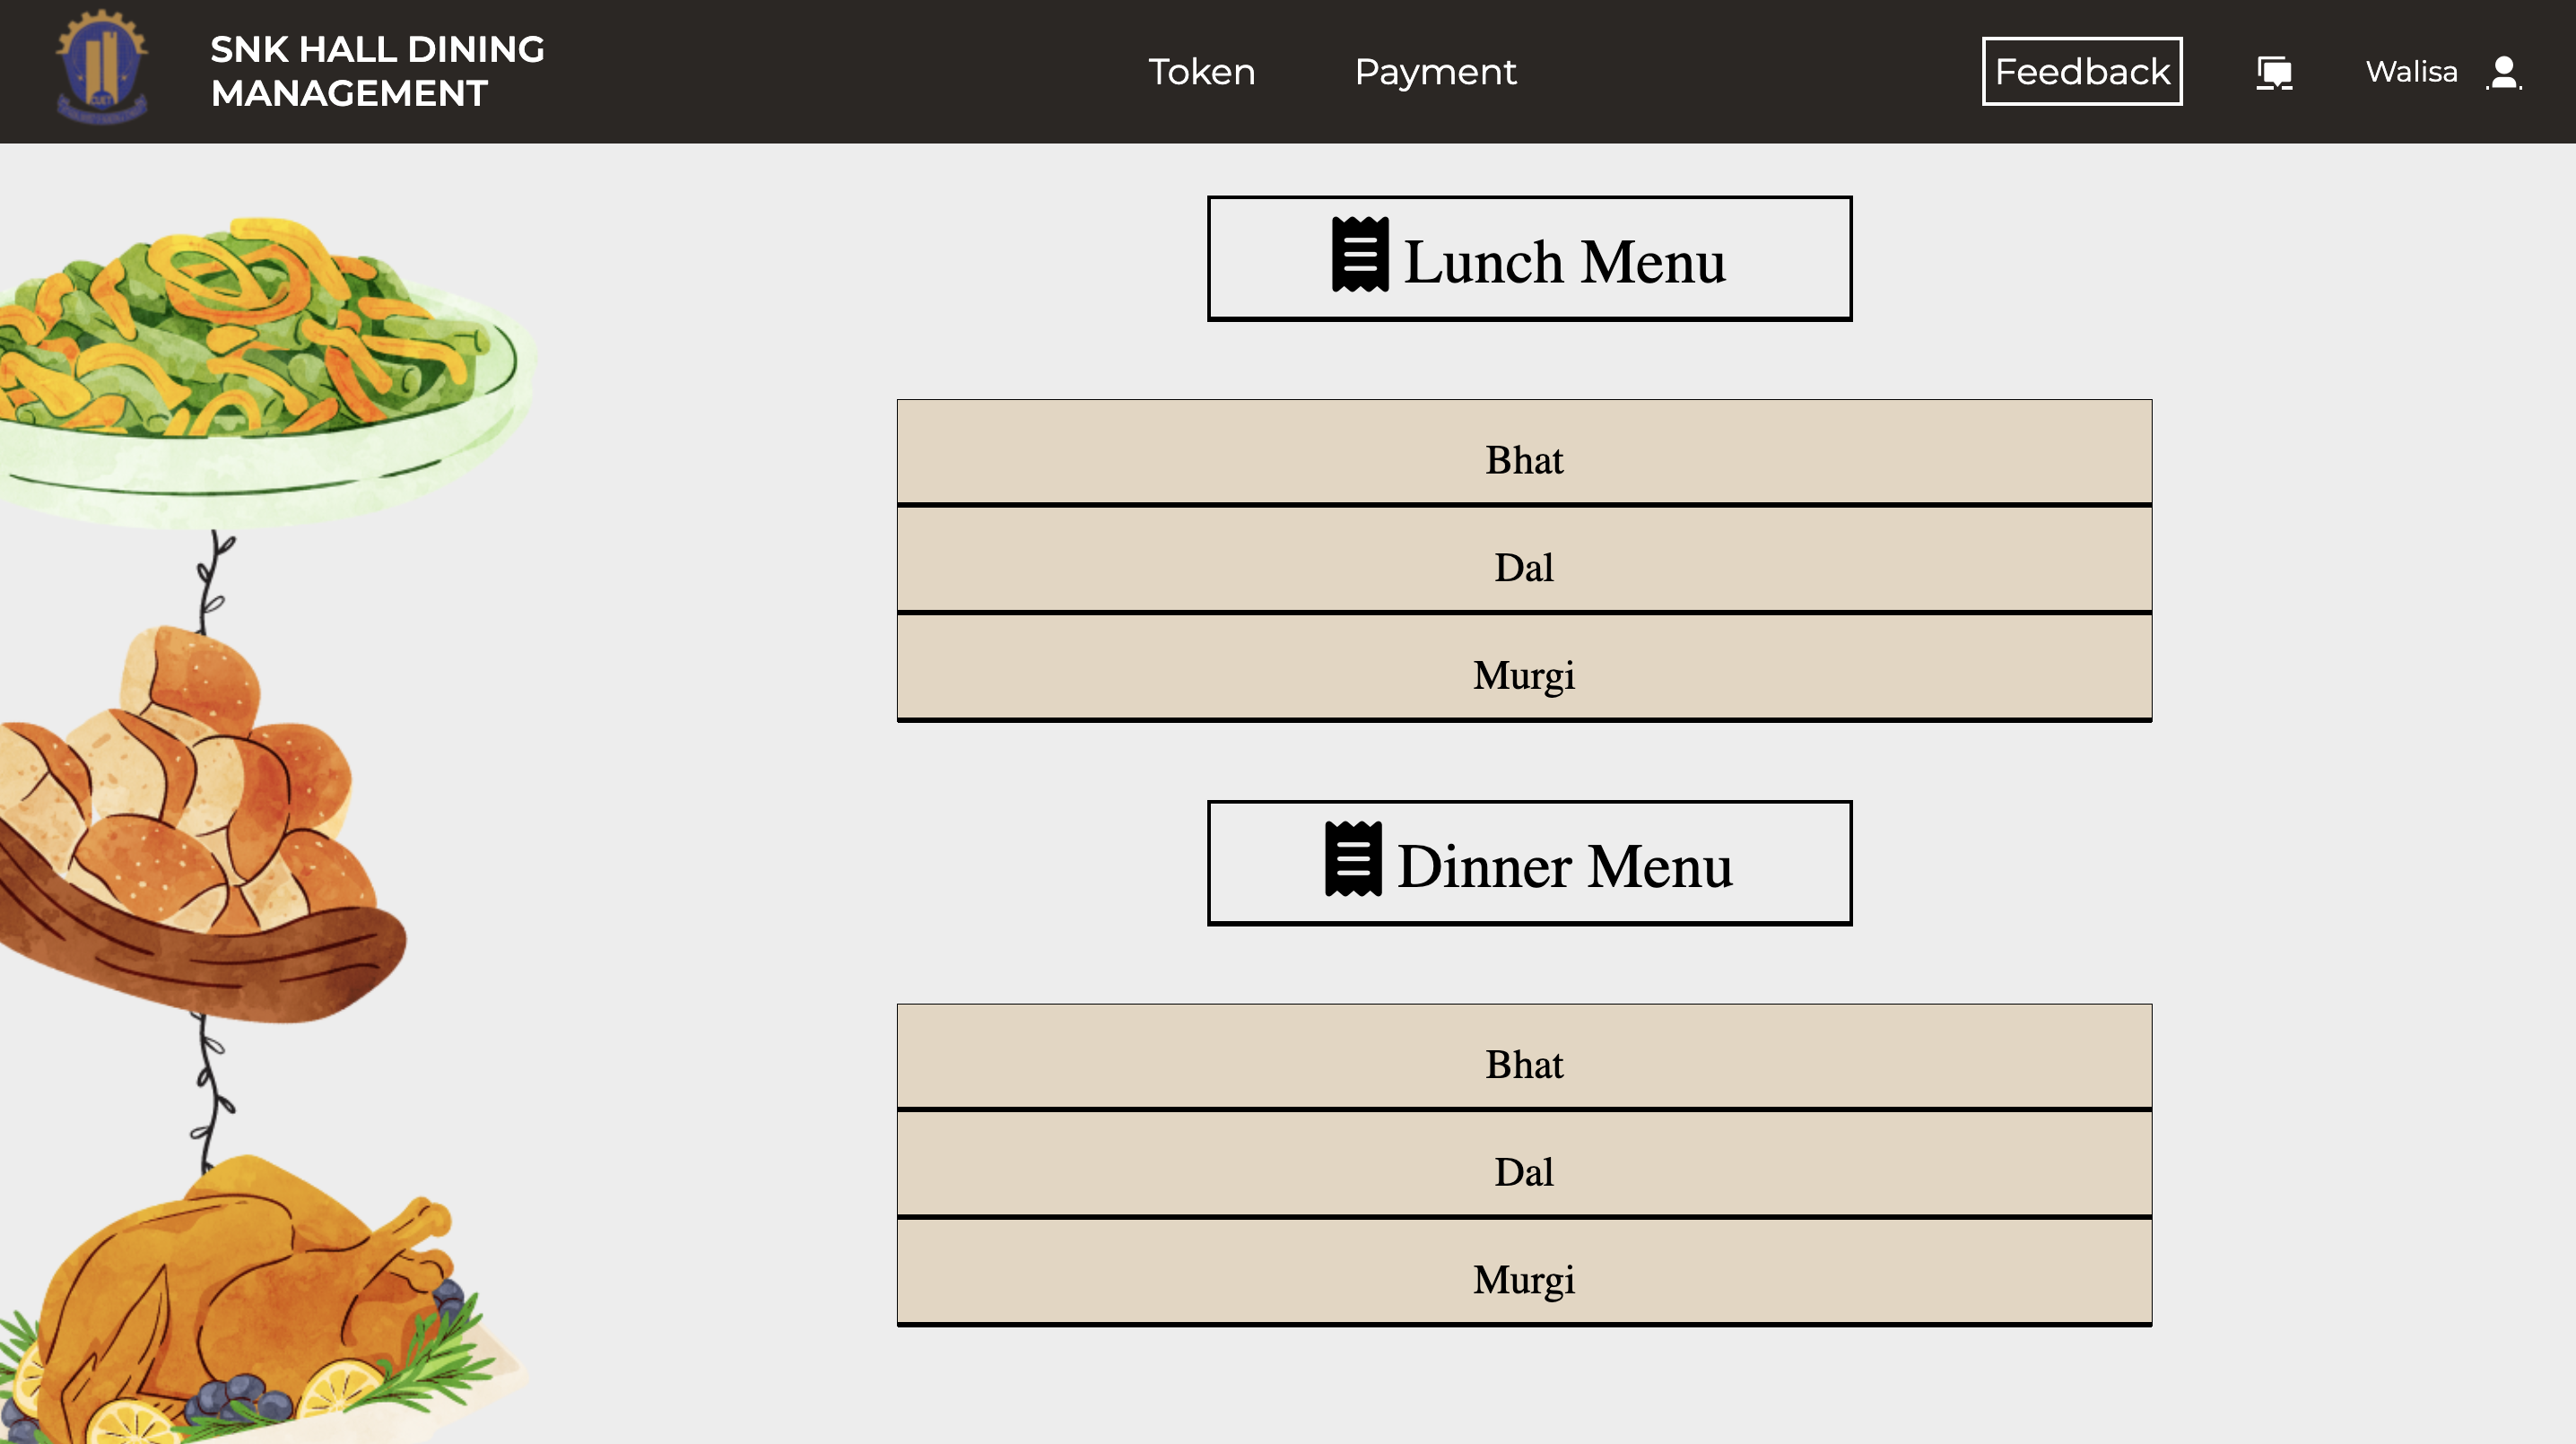 SNK HALL DINING
MANAGEMENT
Token
Payment
Feedback
Walisa
Lunch Menu
Bhat
Dal
Murgi
Dinner Menu
Bhat
Dal
Murgi